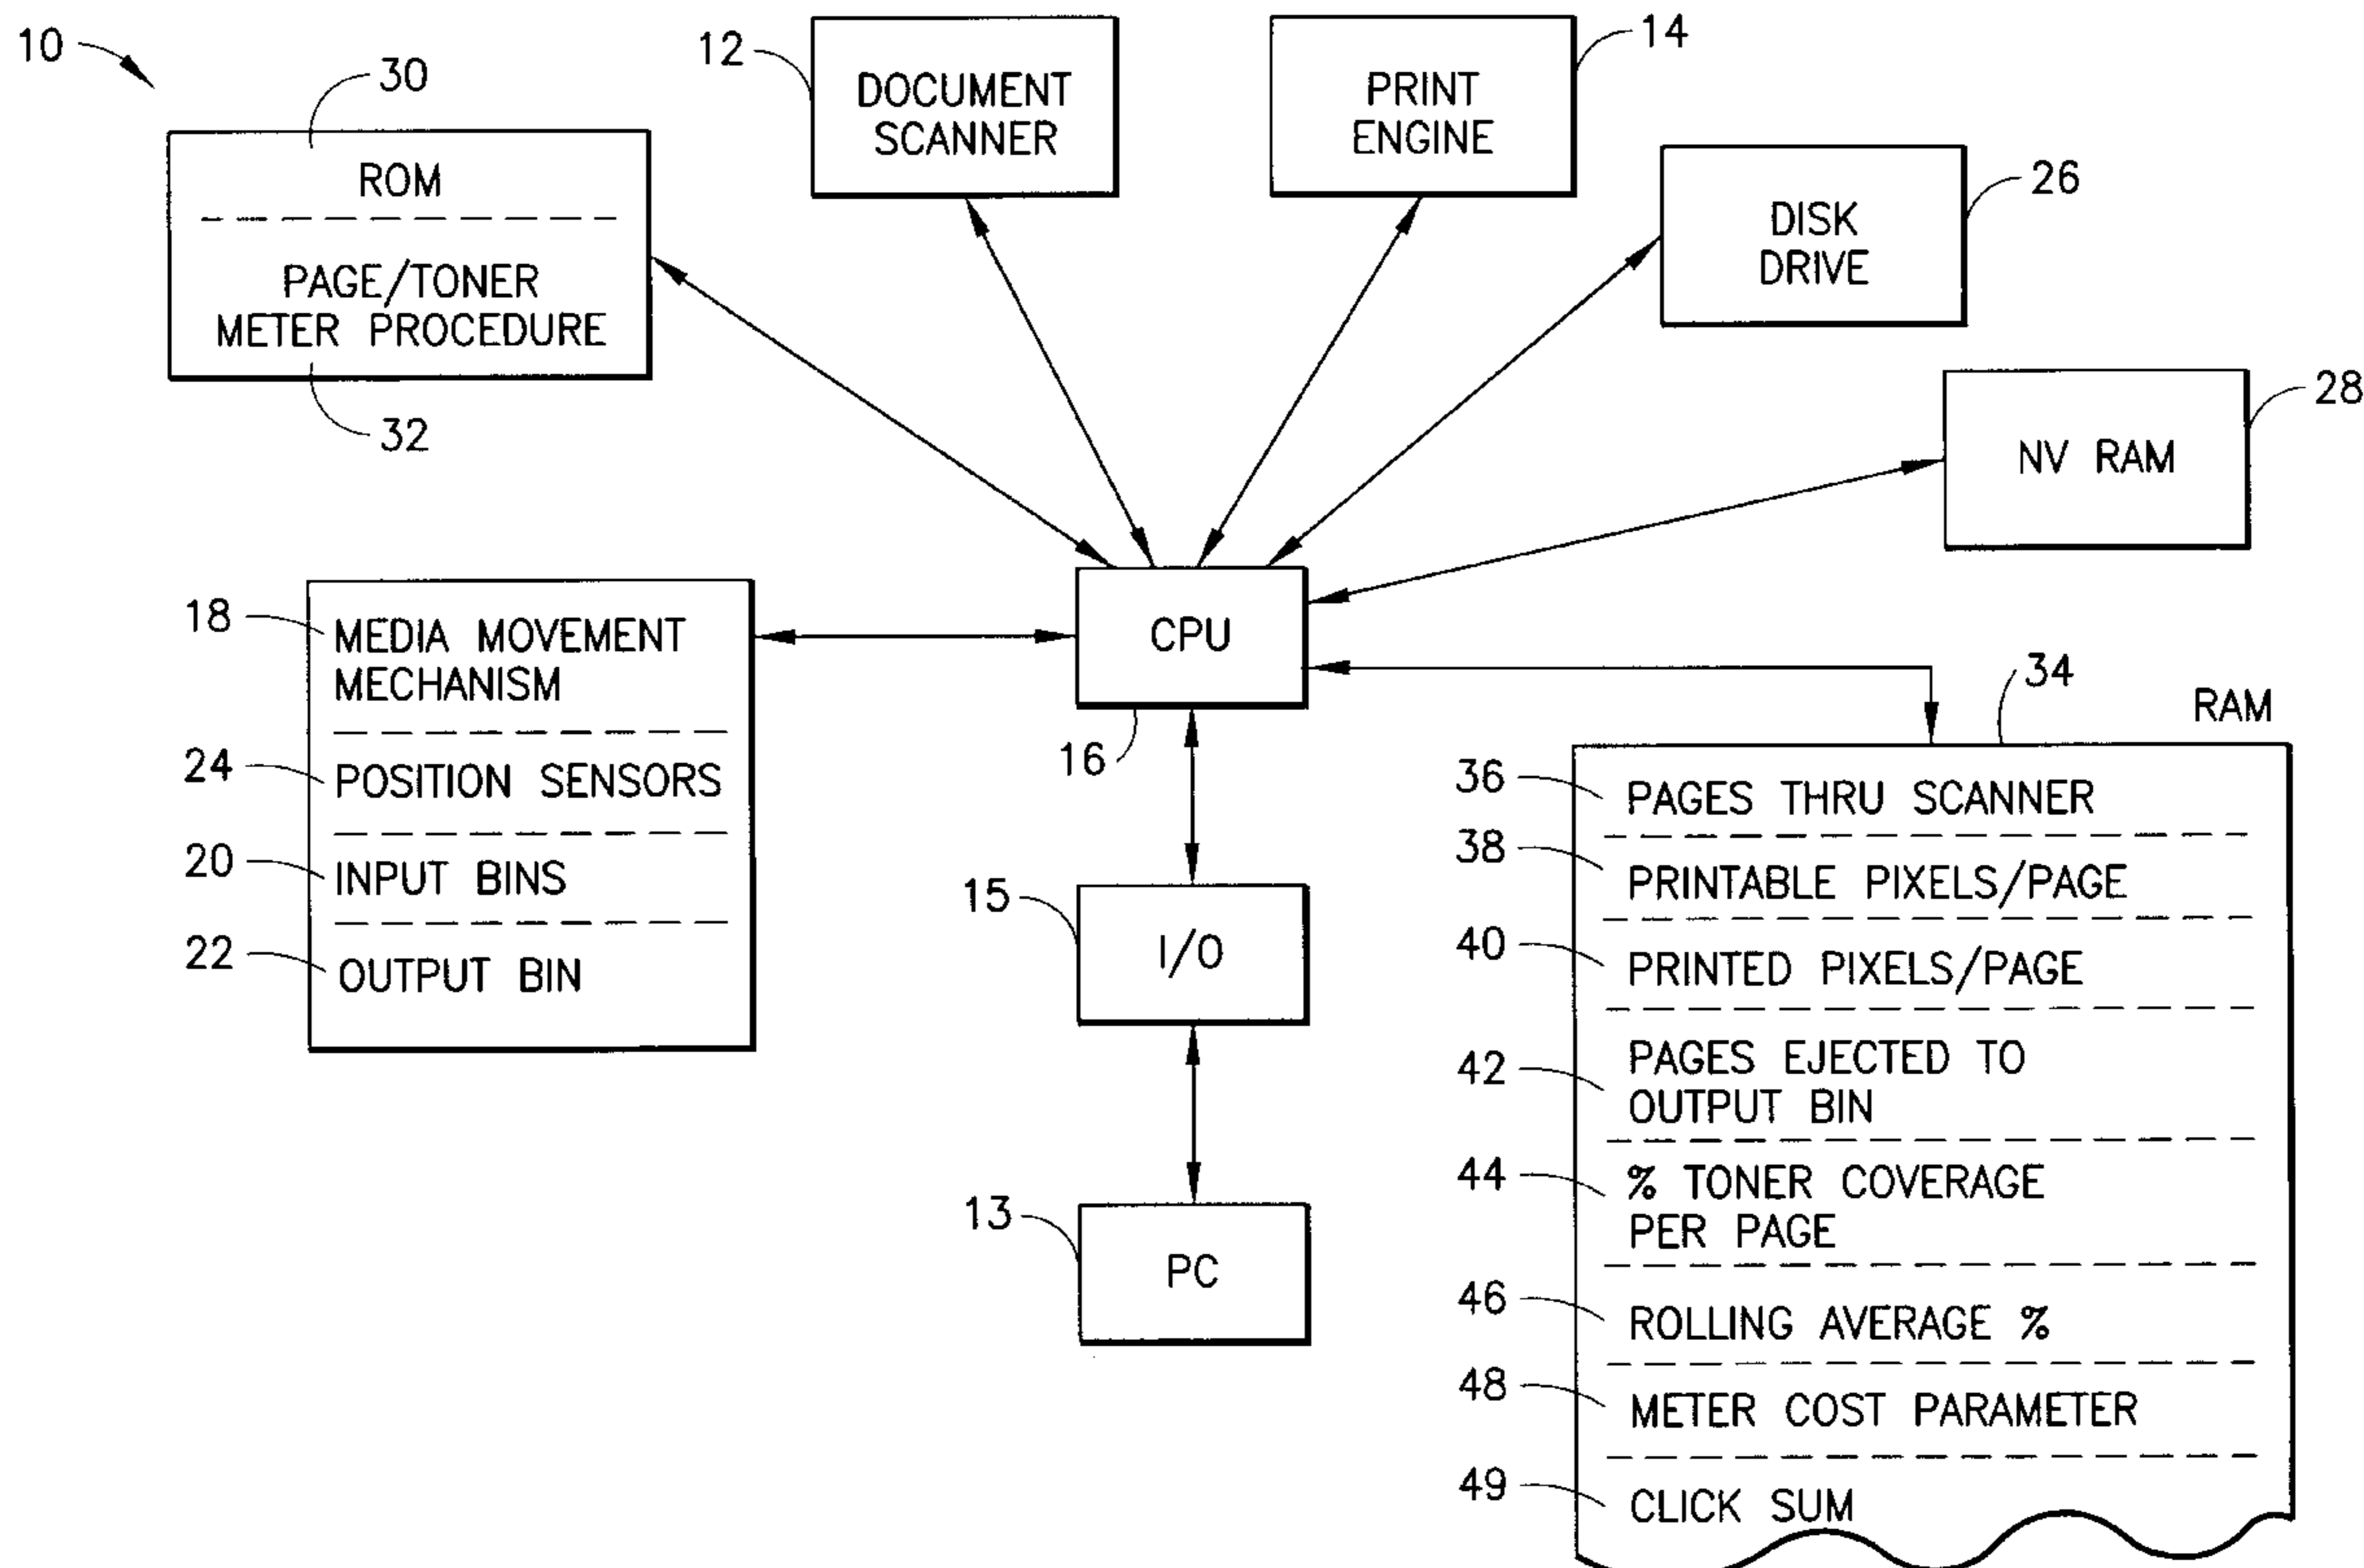 10
30
ROM
PAGE/TONER
METER PROCEDURE
32
12
DOCUMENT
SCANNER
14
PRINT
ENGINE
26
DISK
DRIVE
28
NV RAM
18
MEDIA MOVEMENT
MECHANISM
24
POSITION SENSORS
20
INPUT BINS
22
OUTPUT BIN
CPU
16
15
I/O
13
PC
34
RAM
36
PAGES THRU SCANNER
38
PRINTABLE PIXELS/PAGE
40
PRINTED PIXELS/PAGE
42
PAGES EJECTED TO
OUTPUT BIN
44
% TONER COVERAGE
PER PAGE
46
ROLLING AVERAGE %
48
METER COST PARAMETER
49
CLICK SUM